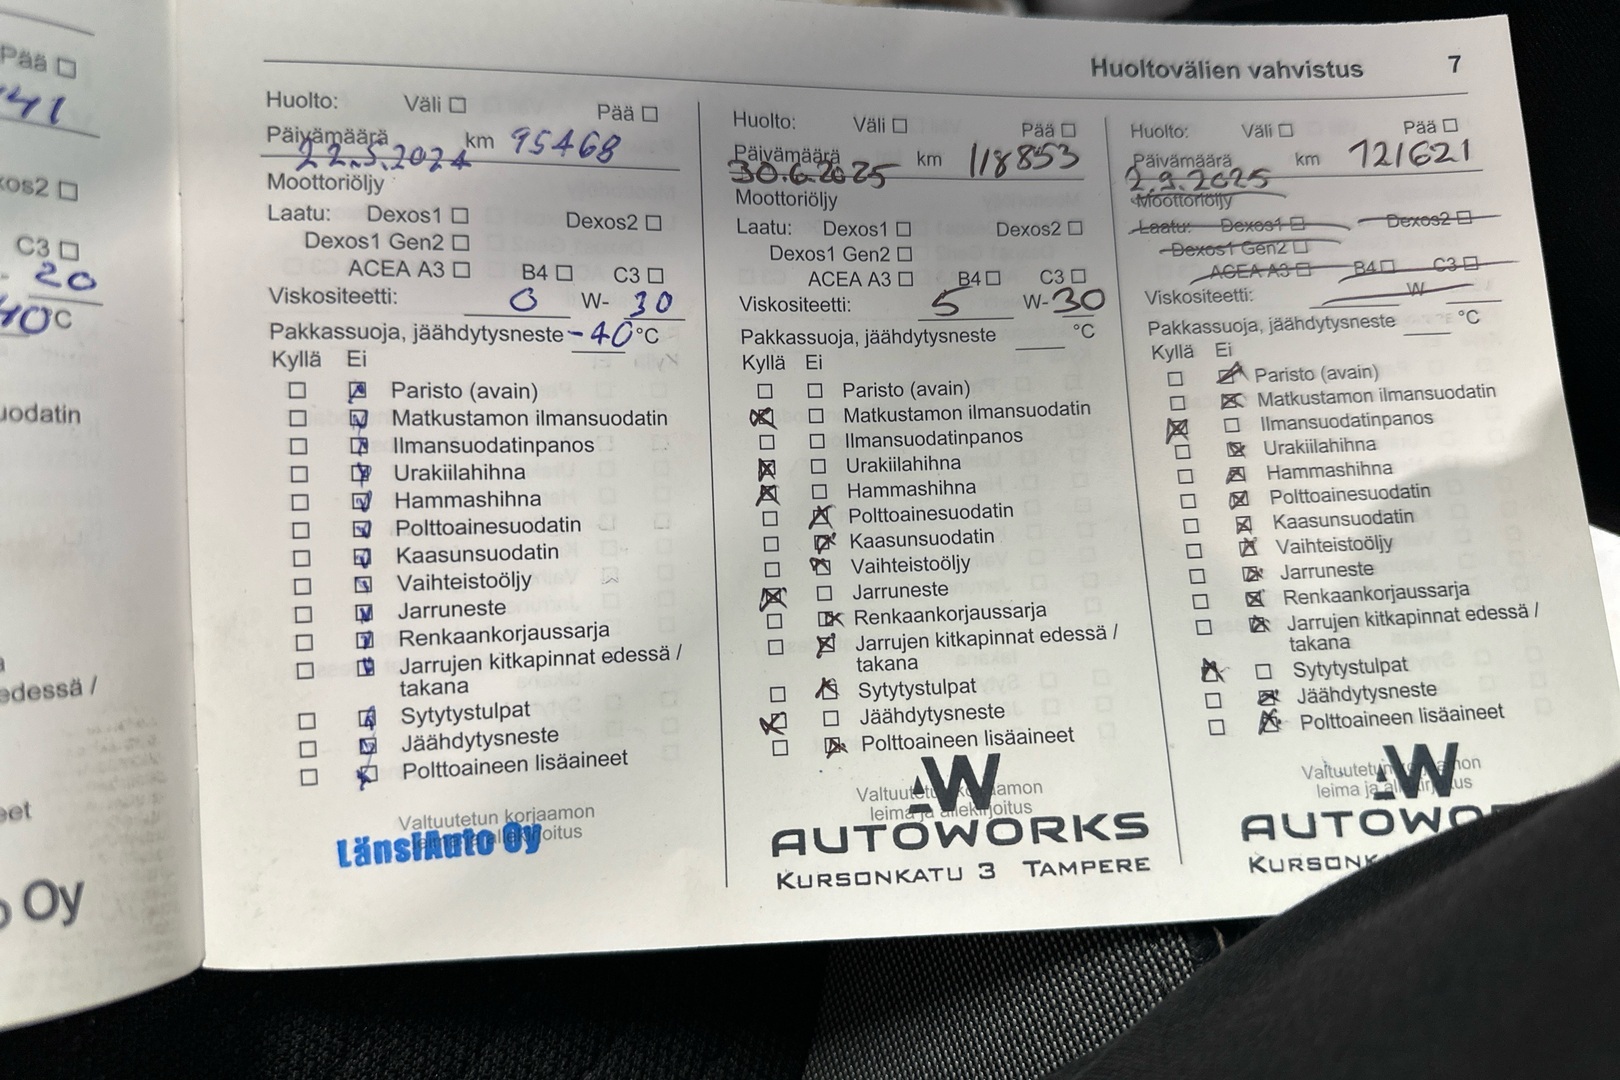 Pää ☐
41
os2 ☐
C3 ☐
- 20
40°C
uodatin
edessä /
eet
Oy
Huoltovälien vahvistus 7
Huolto: Väli ☐ Pää ☐
Päivämäärä 22.5.2024 km 95468
Moottoriöljy
Laatu: Dexos1 ☐ Dexos2 ☐
Dexos1 Gen2 ☐
ACEA A3 ☐ B4 ☐ C3 ☐
Viskositeetti: 0 W- 30
Pakkassuoja, jäähdytysneste -40 °C
Kyllä Ei
☐ ☑ Paristo (avain)
☐ ☑ Matkustamon ilmansuodatin
☐ ☑ Ilmansuodatinpanos
☐ ☑ Urakiilahihna
☐ ☑ Hammashihna
☐ ☑ Polttoainesuodatin
☐ ☑ Kaasunsuodatin
☐ ☑ Vaihteistoöljy
☐ ☑ Jarruneste
☐ ☑ Renkaankorjaussarja
☐ ☑ Jarrujen kitkapinnat edessä /
takana
☐ ☑ Sytytystulpat
☐ ☑ Jäähdytysneste
☐ ☑ Polttoaineen lisäaineet
Valtuutetun korjaamon
LänsiAuto Oy
Huolto: Väli ☐ Pää ☐
Päivämäärä 30.6.2025 km 118853
Moottoriöljy
Laatu: Dexos1 ☐ Dexos2 ☐
Dexos1 Gen2 ☐
ACEA A3 ☐ B4 ☐ C3 ☐
Viskositeetti: 5 W- 30
Pakkassuoja, jäähdytysneste °C
Kyllä Ei
☐ ☐ Paristo (avain)
☒ ☐ Matkustamon ilmansuodatin
☐ ☐ Ilmansuodatinpanos
☒ ☐ Urakiilahihna
☒ ☐ Hammashihna
☐ ☒ Polttoainesuodatin
☐ ☒ Kaasunsuodatin
☐ ☒ Vaihteistoöljy
☒ ☐ Jarruneste
☐ ☒ Renkaankorjaussarja
☐ ☒ Jarrujen kitkapinnat edessä /
takana
☐ ☒ Sytytystulpat
☒ ☐ Jäähdytysneste
☐ ☒ Polttoaineen lisäaineet
Valtuutetun korjaamon
leima ja allekirjoitus
AW
AUTOWORKS
KURSONKATU 3 TAMPERE
Huolto: Väli ☐ Pää ☐
Päivämäärä 2.9.2025 km 121621
Moottoriöljy
Laatu: Dexos1 ☐ Dexos2 ☐
Dexos1 Gen2 ☐
ACEA A3 ☐ B4 ☐ C3 ☐
Viskositeetti: W
Pakkassuoja, jäähdytysneste °C
Kyllä Ei
☐ ☒ Paristo (avain)
☐ ☒ Matkustamon ilmansuodatin
☒ ☐ Ilmansuodatinpanos
☐ ☒ Urakiilahihna
☐ ☒ Hammashihna
☐ ☒ Polttoainesuodatin
☐ ☒ Kaasunsuodatin
☐ ☒ Vaihteistoöljy
☐ ☒ Jarruneste
☐ ☒ Renkaankorjaussarja
☐ ☒ Jarrujen kitkapinnat edessä /
takana
☒ ☐ Sytytystulpat
☐ ☒ Jäähdytysneste
☐ ☒ Polttoaineen lisäaineet
Valtuutetun korjaamon
leima ja allekirjoitus
AW
AUTOWO
KURSONK